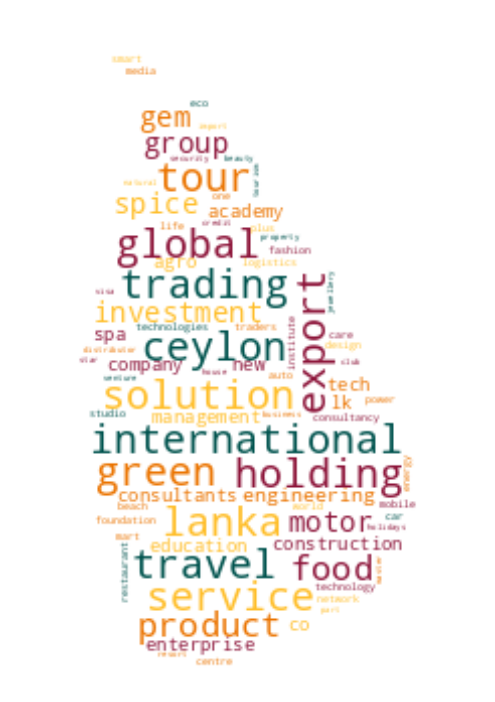 smart
media
eco
gem
import
group
security beauty
tour
tourism
natural
one
spice
academy
credit
life
plus
property
global
fashion
agro
logistics
trading
jewellery
visa
investment
export
technologies
traders
institute
spa
care
ceylon
design
distributor
star
company
house
new
club
venture
auto
tech
solution
lk
power
studio
management
business
consultancy
international
green
holding
energy
consultants
engineering
beach
world
mobile
lanka
motor
car
foundation
holidays
mart
education
construction
restaurant
travel
food
master
technology
service
network
part
product
co
enterprise
resort
centre